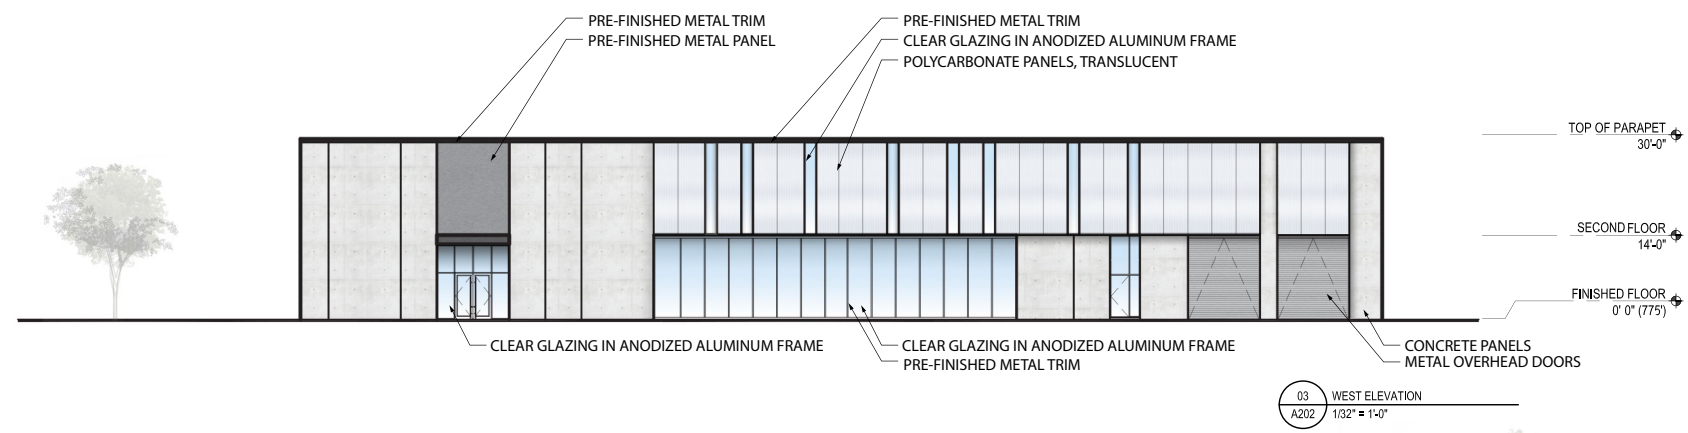 PRE-FINISHED METAL TRIM
PRE-FINISHED METAL PANEL
PRE-FINISHED METAL TRIM
CLEAR GLAZING IN ANODIZED ALUMINUM FRAME
POLYCARBONATE PANELS, TRANSLUCENT
TOP OF PARAPET
30'-0"
SECOND FLOOR
14'-0"
FINISHED FLOOR
0' 0" (775')
CLEAR GLAZING IN ANODIZED ALUMINUM FRAME
CLEAR GLAZING IN ANODIZED ALUMINUM FRAME
PRE-FINISHED METAL TRIM
CONCRETE PANELS
METAL OVERHEAD DOORS
03 WEST ELEVATION
A202 1/32" = 1'-0"